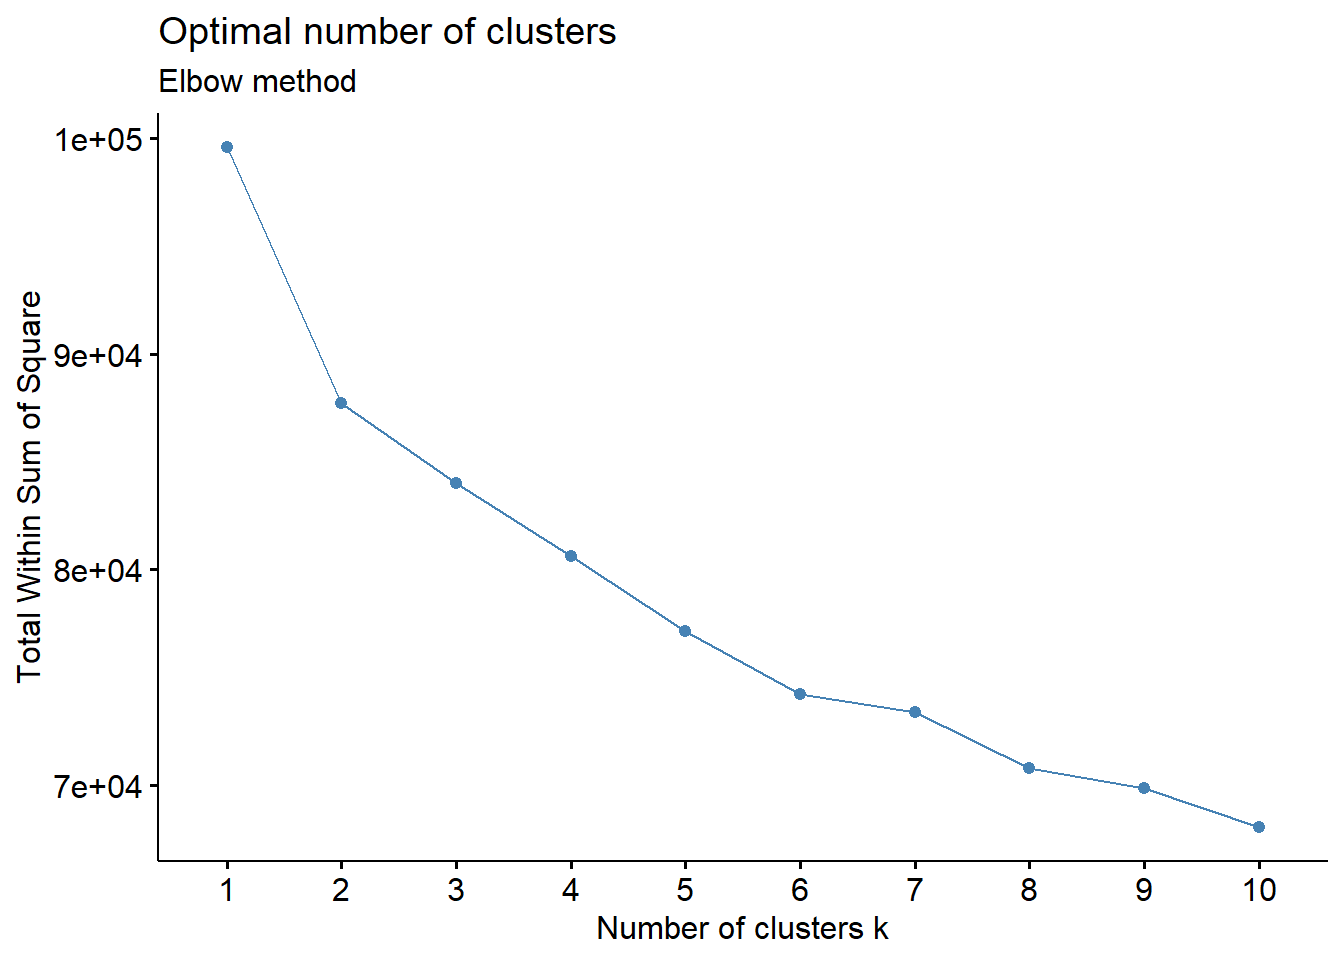 Optimal number of clusters
Elbow method
Total Within Sum of Square
1e+05
9e+04
8e+04
7e+04
1 2 3 4 5 6 7 8 9 10
Number of clusters k